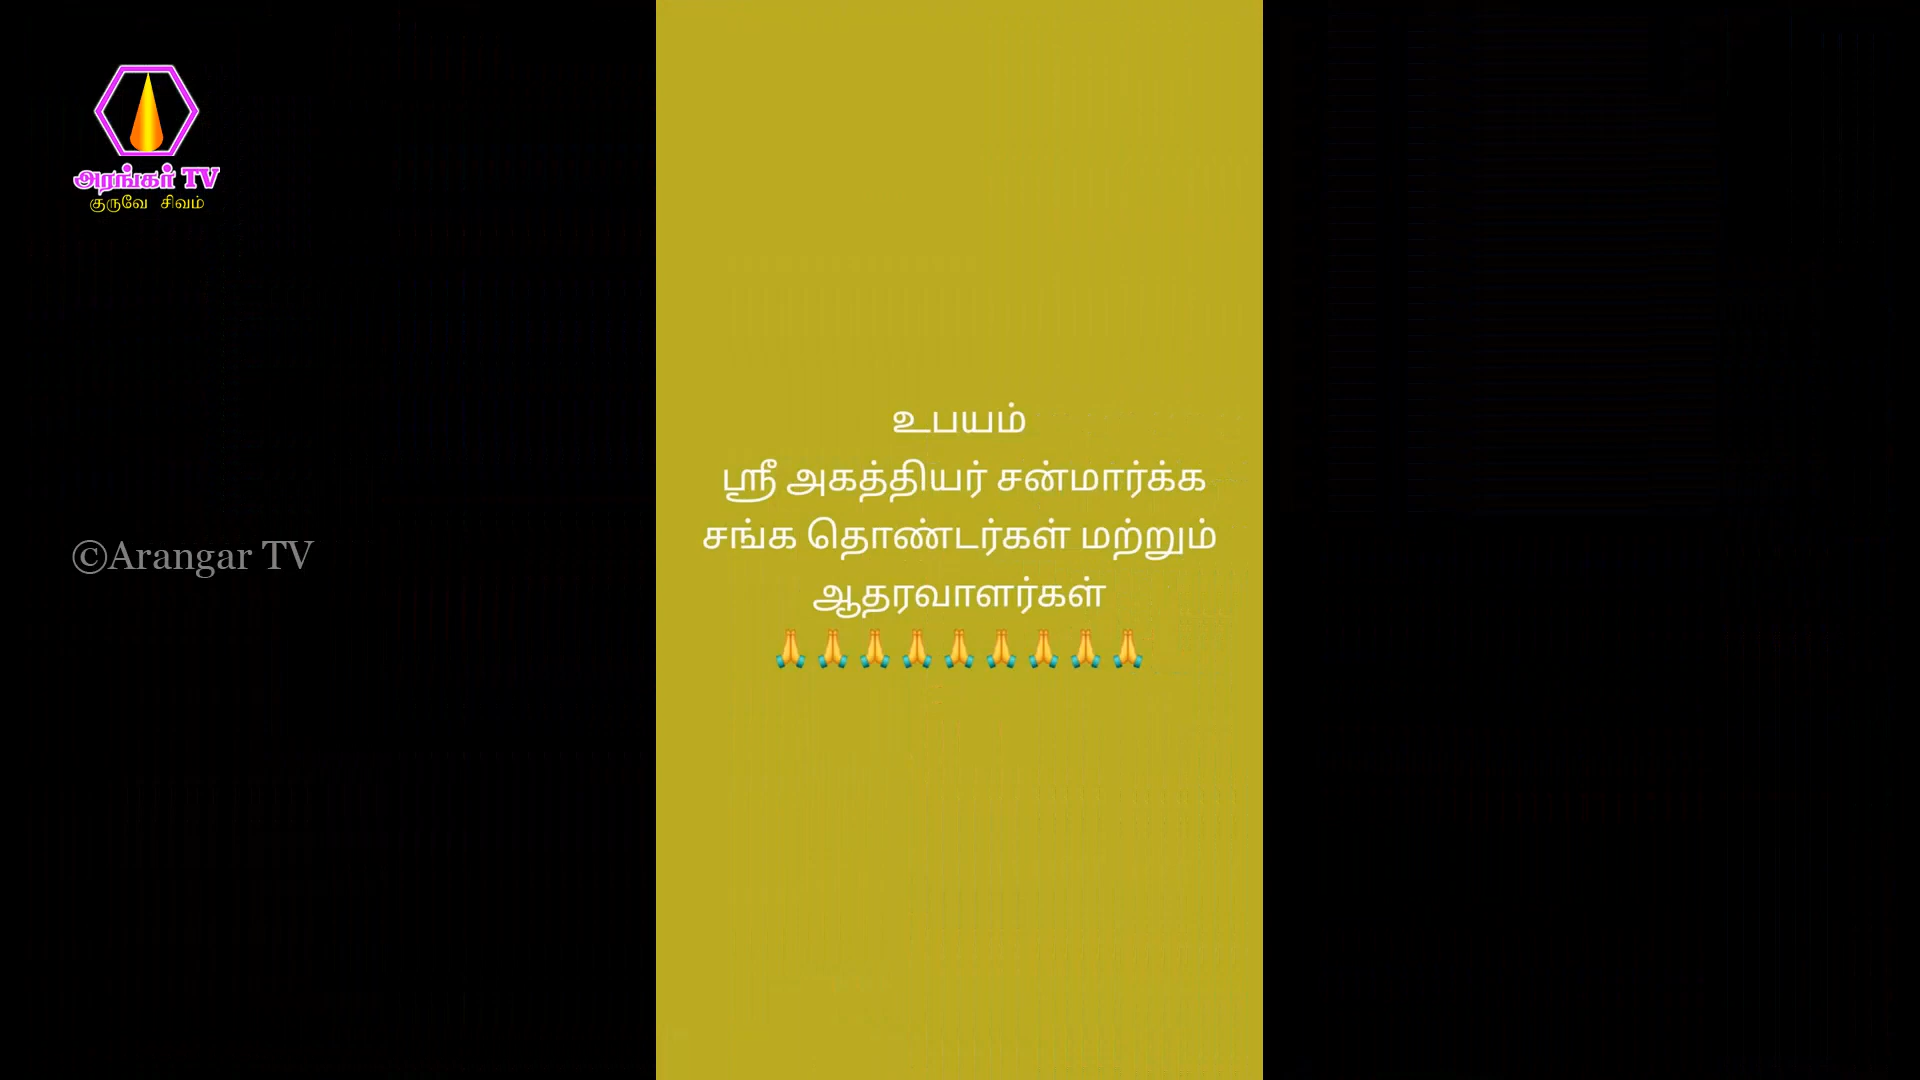 அரங்கர் TV
குருவே சிவம்
©Arangar TV
உபயம்
ஸ்ரீ அகத்தியர் சன்மார்க்க
சங்க தொண்டர்கள் மற்றும்
ஆதரவாளர்கள்
🙏🙏🙏🙏🙏🙏🙏🙏🙏